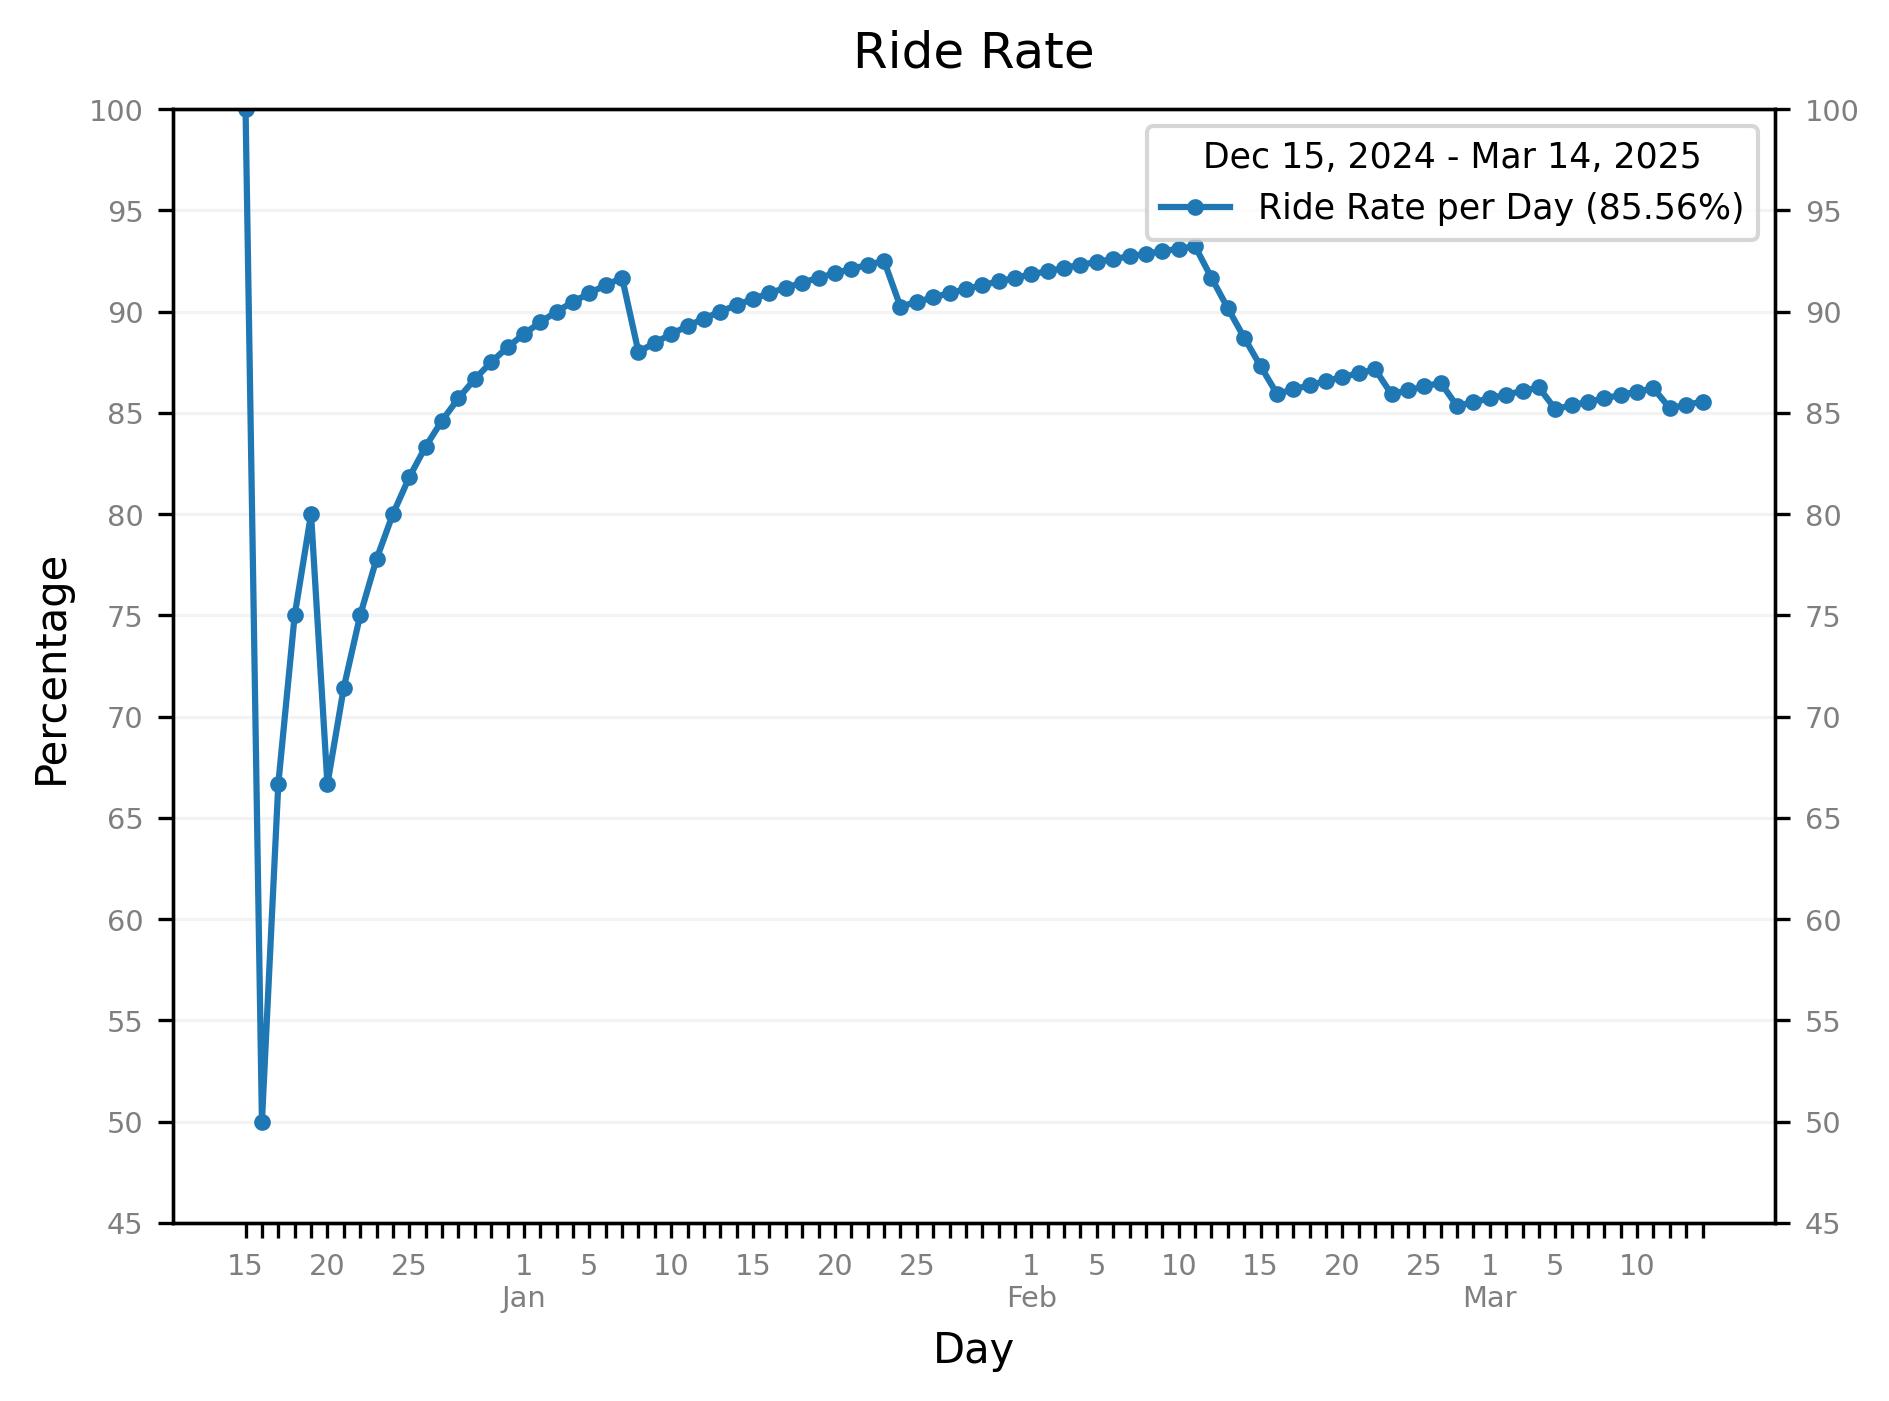 Ride Rate
Dec 15, 2024 - Mar 14, 2025
Ride Rate per Day (85.56%)
Percentage
100 100
95 95
90 90
85 85
80 80
75 75
70 70
65 65
60 60
55 55
50 50
45 45
15 20 25 1 5 10 15 20 25 1 5 10 15 20 25 1 5 10
Jan Feb Mar
Day